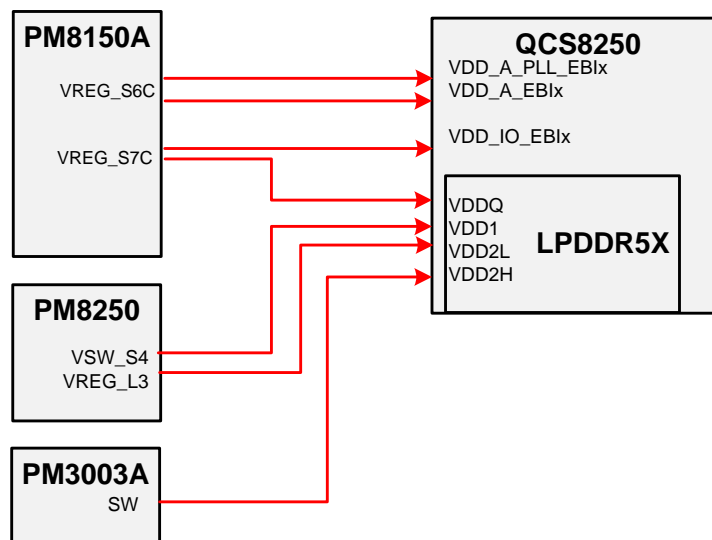 PM8150A
VREG_S6C
VREG_S7C
QCS8250
VDD_A_PLL_EBIx
VDD_A_EBIx
VDD_IO_EBIx
VDDQ
VDD1
VDD2L
VDD2H
LPDDR5X
PM8250
VSW_S4
VREG_L3
PM3003A
SW